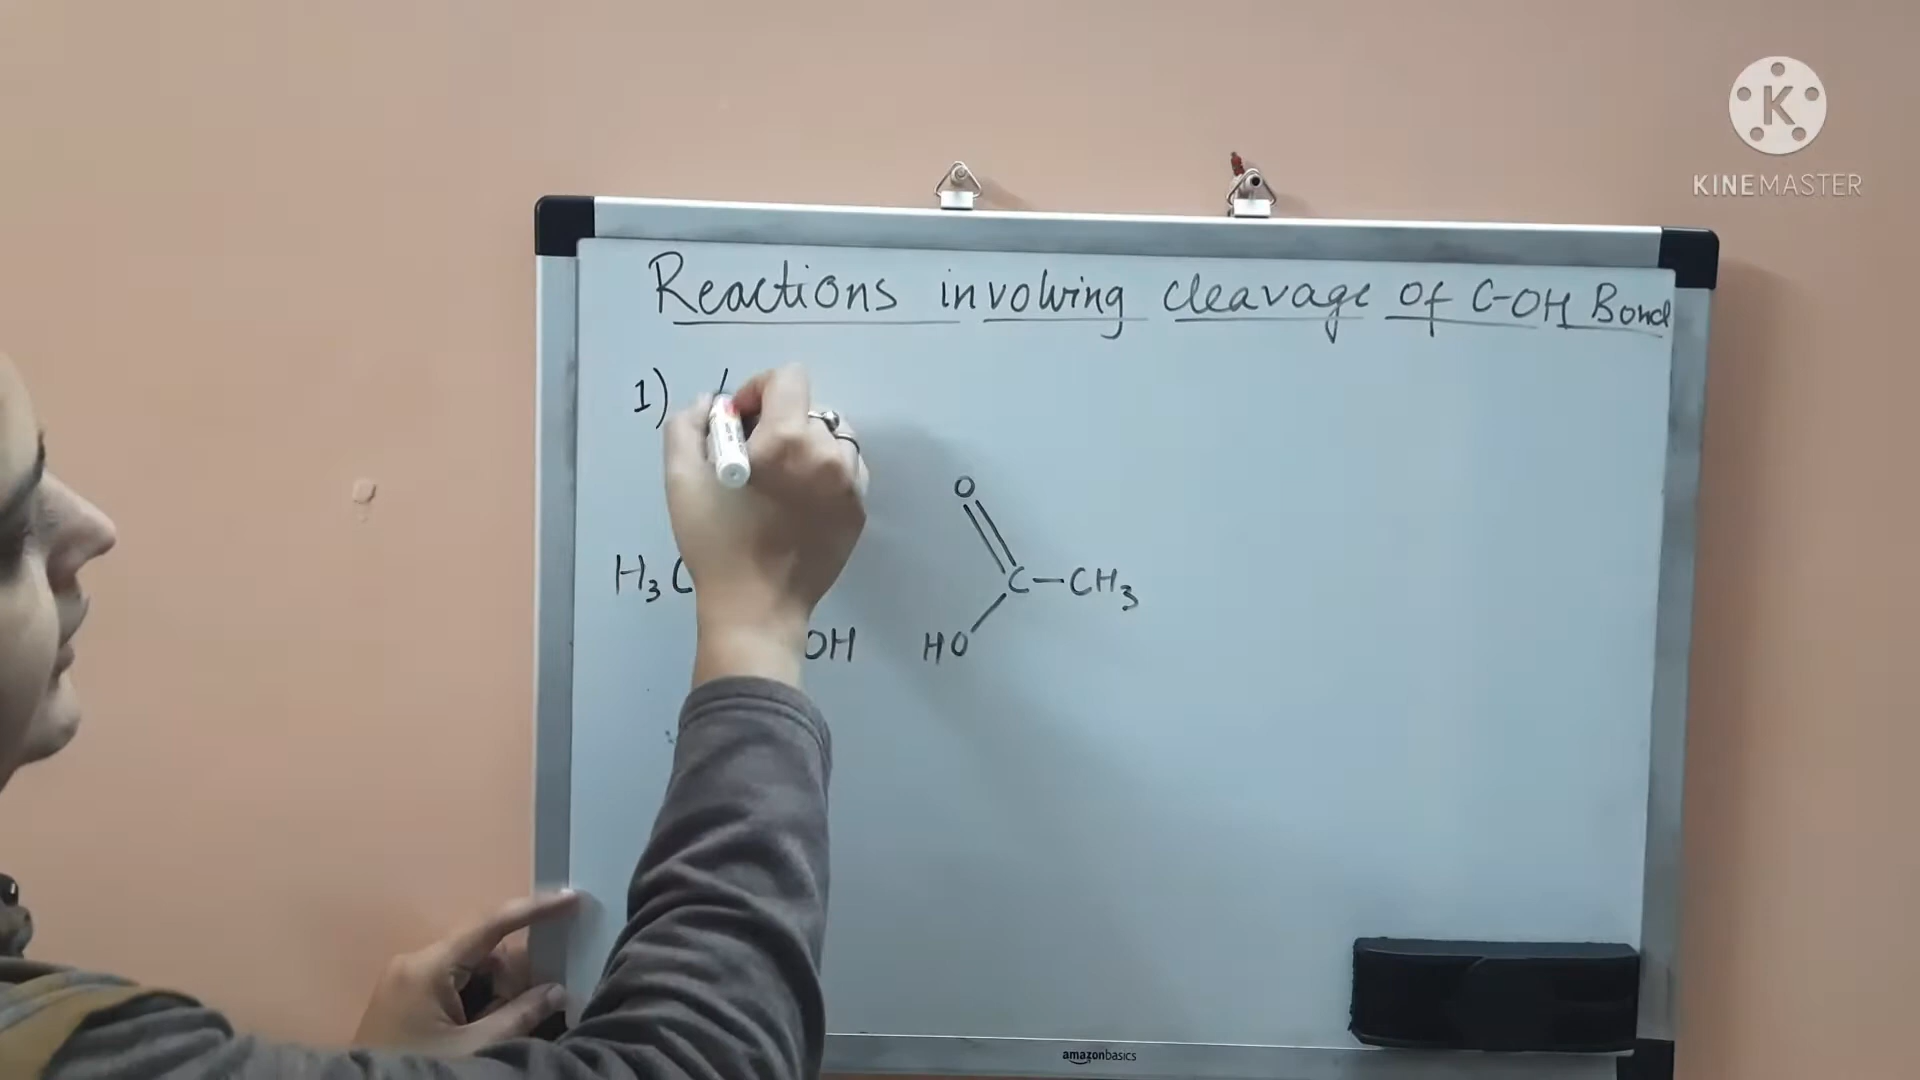 KINEMASTER
Reactions involving cleavage of C-OH Bond
1)
O
H₃C
C-CH₃
OH
HO
amazonbasics